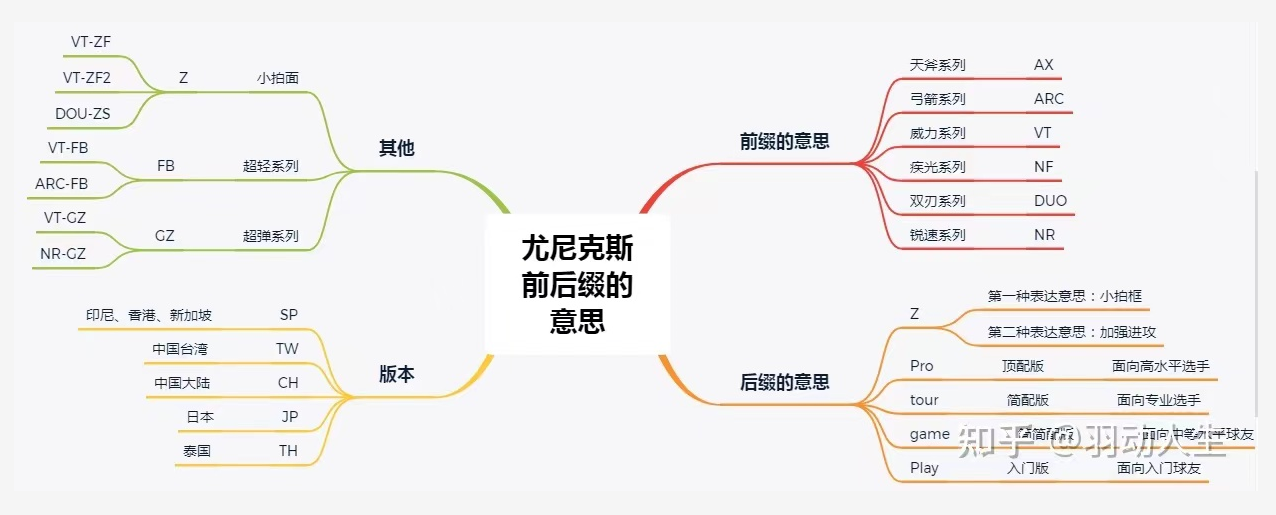 尤尼克斯
前后缀的
意思
前缀的意思
天斧系列 AX
弓箭系列 ARC
威力系列 VT
疾光系列 NF
双刃系列 DUO
锐速系列 NR
后缀的意思
Z
第一种表达意思：小拍框
第二种表达意思：加强进攻
Pro 顶配版 面向高水平选手
tour 简配版 面向专业选手
game 简简配版 面向中等水平球友
Play 入门版 面向入门球友
其他
小拍面 Z
VT-ZF
VT-ZF2
DOU-ZS
超轻系列 FB
VT-FB
ARC-FB
超弹系列 GZ
VT-GZ
NR-GZ
版本
SP 印尼、香港、新加坡
TW 中国台湾
CH 中国大陆
JP 日本
TH 泰国
知乎 @羽动人生